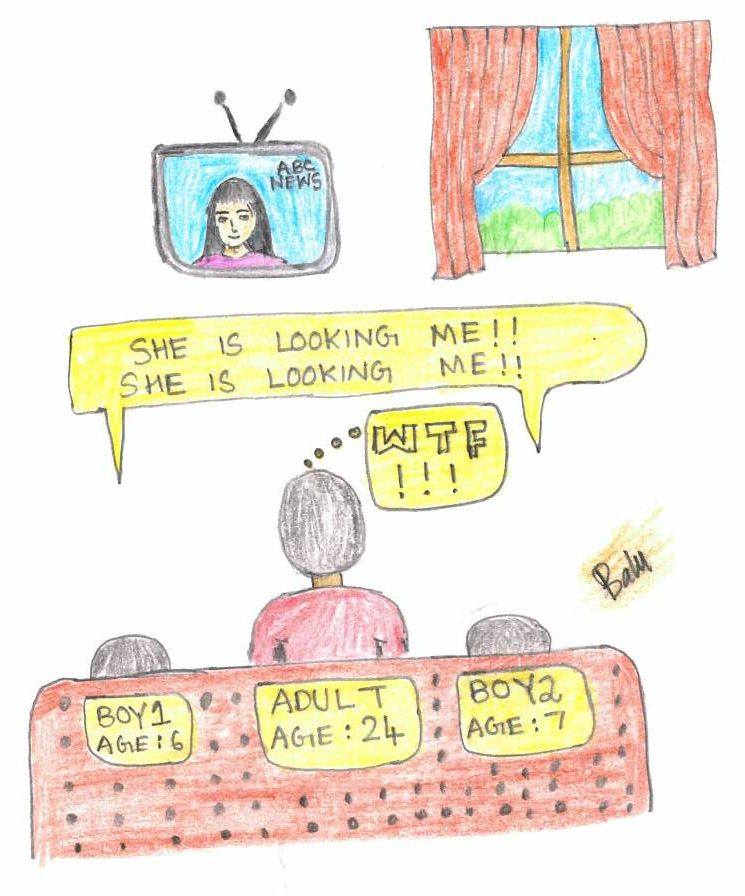 ABC
NEWS
SHE IS LOOKING ME!!
SHE IS LOOKING ME!!
WTF
!!!
Balu
BOY1
AGE:6
ADULT
AGE:24
BOY2
AGE:7